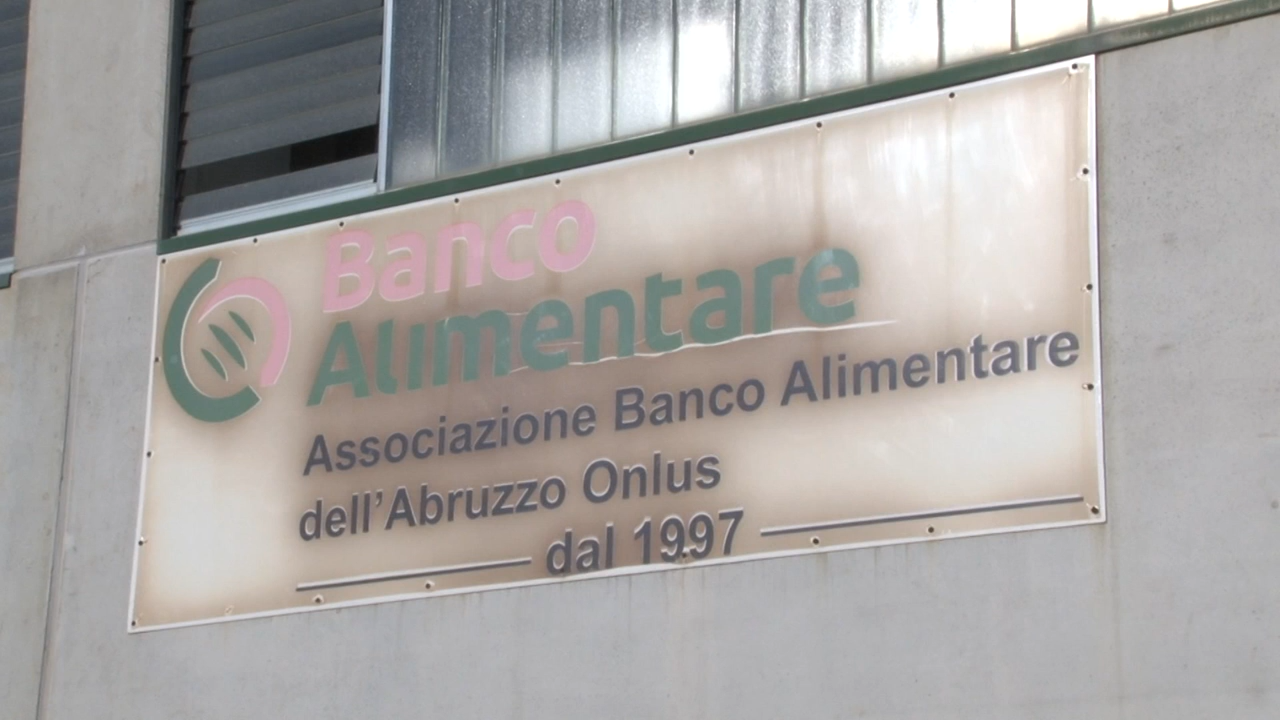 Banco
Alimentare
Associazione Banco Alimentare
dell'Abruzzo Onlus
dal 1997